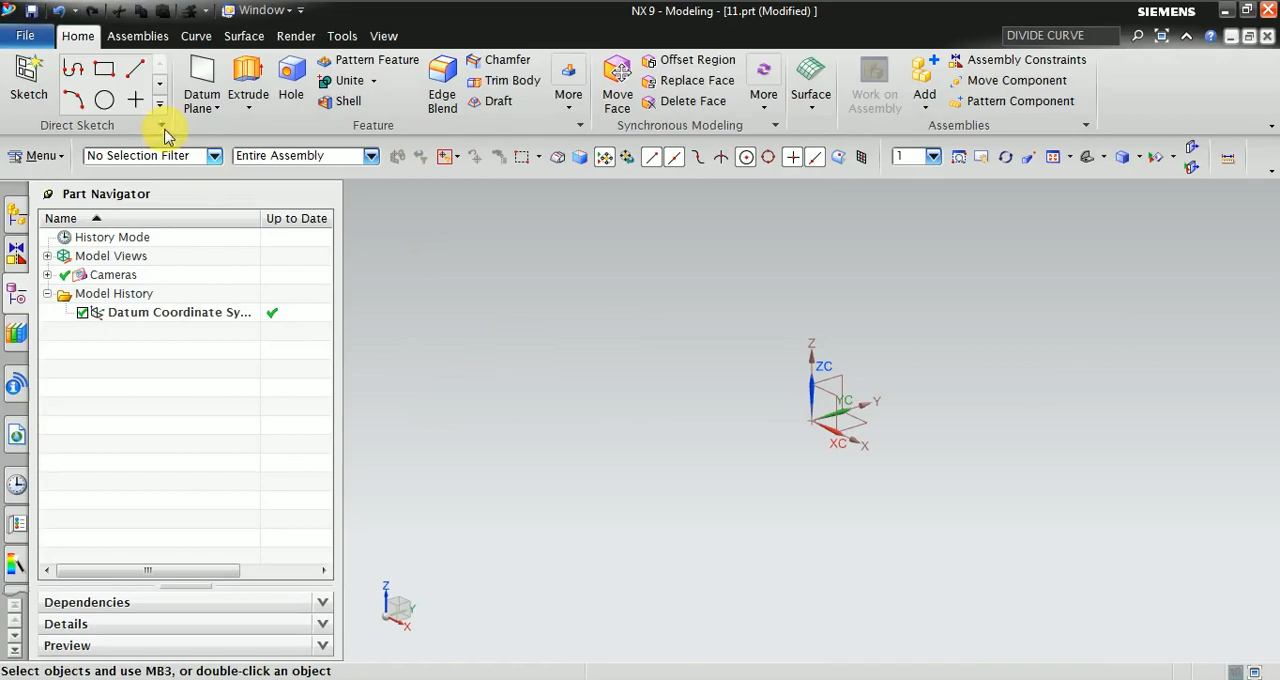 Window
NX 9 - Modeling - [11.prt (Modified) ]
SIEMENS
File
Home
Assemblies
Curve
Surface
Render
Tools
View
DIVIDE CURVE
Sketch
Direct Sketch
Datum
Plane
Extrude
Hole
Pattern Feature
Unite
Shell
Edge
Blend
Chamfer
Trim Body
Draft
More
Feature
Move
Face
Offset Region
Replace Face
Delete Face
More
Synchronous Modeling
Surface
Work on
Assembly
Add
Assembly Constraints
Move Component
Pattern Component
Assemblies
Menu
No Selection Filter
Entire Assembly
1
Part Navigator
Name
Up to Date
History Mode
Model Views
Cameras
Model History
Datum Coordinate Sy...
Dependencies
Details
Preview
Z
ZC
YC
Y
XC
X
Z
Y
X
Select objects and use MB3, or double-click an object